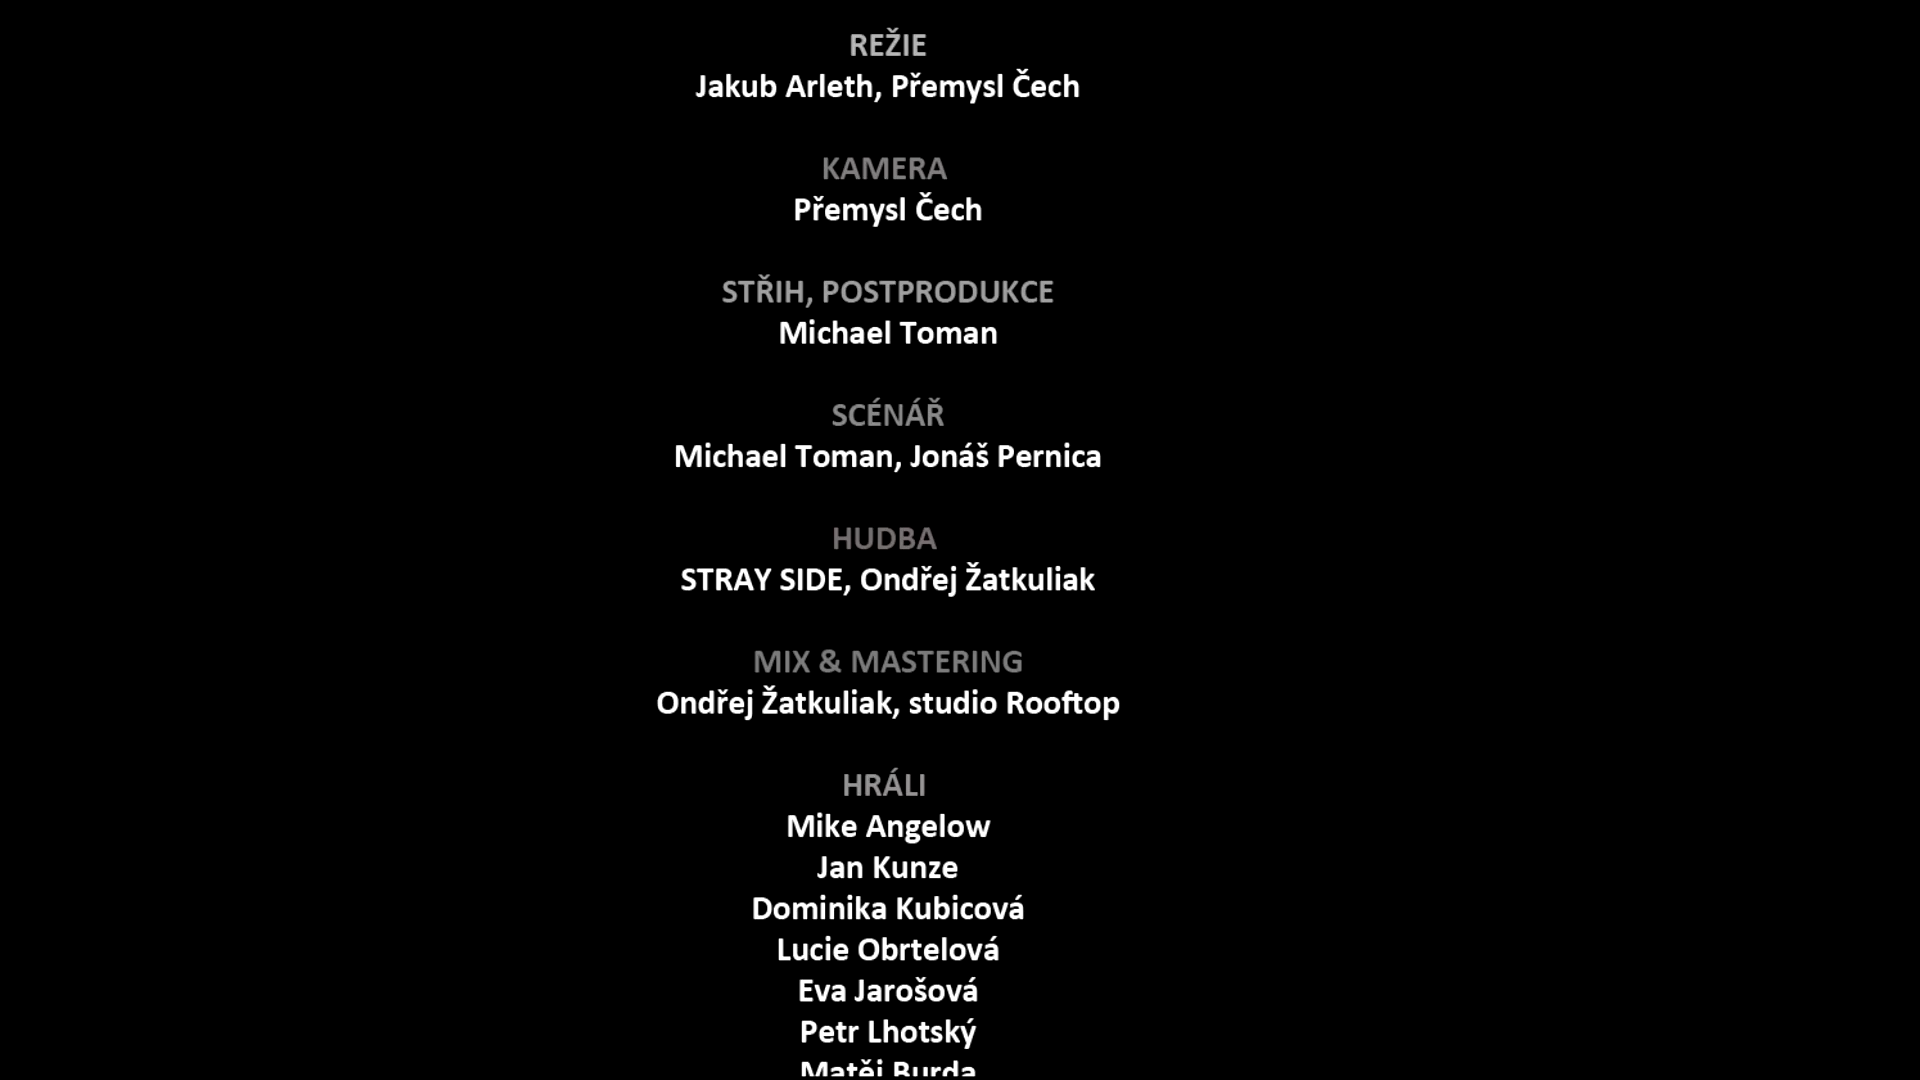 REŽIE
Jakub Arleth, Přemysl Čech
KAMERA
Přemysl Čech
STŘIH, POSTPRODUKCE
Michael Toman
SCÉNÁŘ
Michael Toman, Jonáš Pernica
HUDBA
STRAY SIDE, Ondřej Žatkuliak
MIX & MASTERING
Ondřej Žatkuliak, studio Rooftop
HRÁLI
Mike Angelow
Jan Kunze
Dominika Kubicová
Lucie Obrtelová
Eva Jarošová
Petr Lhotský
Matěj Burda